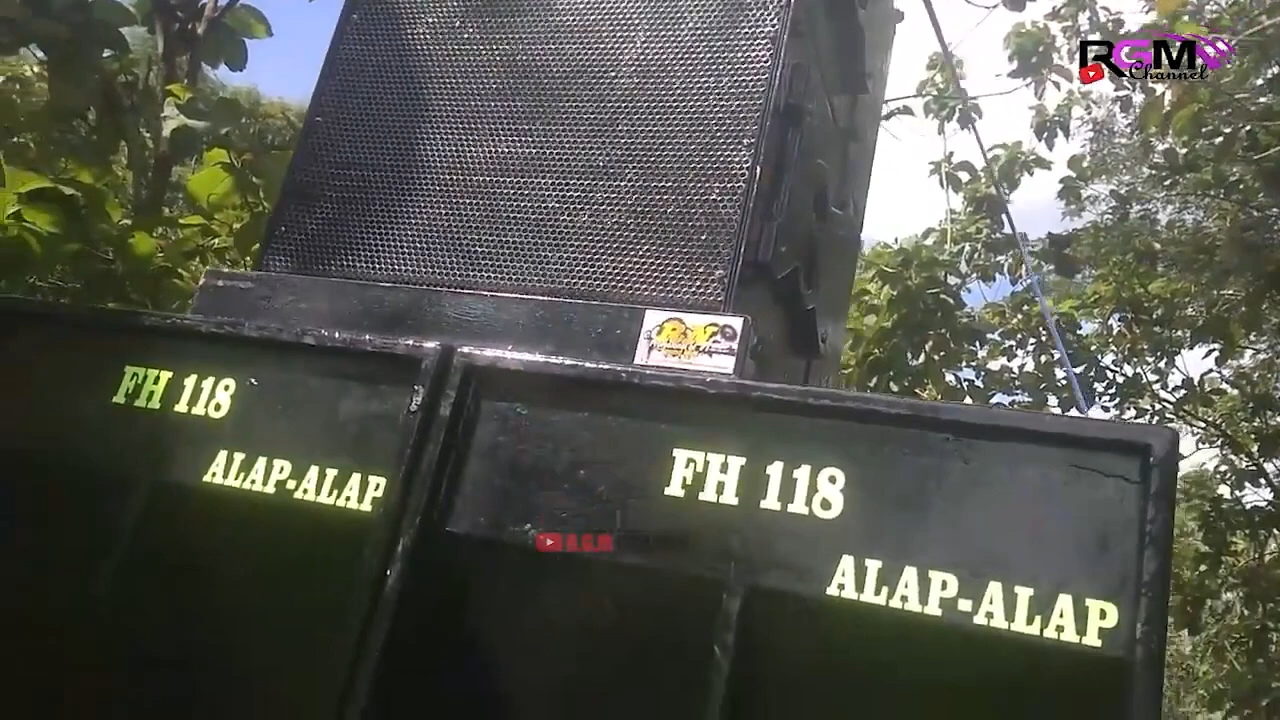 RGM
Channel
FH 118
ALAP-ALAP
FH 118
ALAP-ALAP
R.G.M